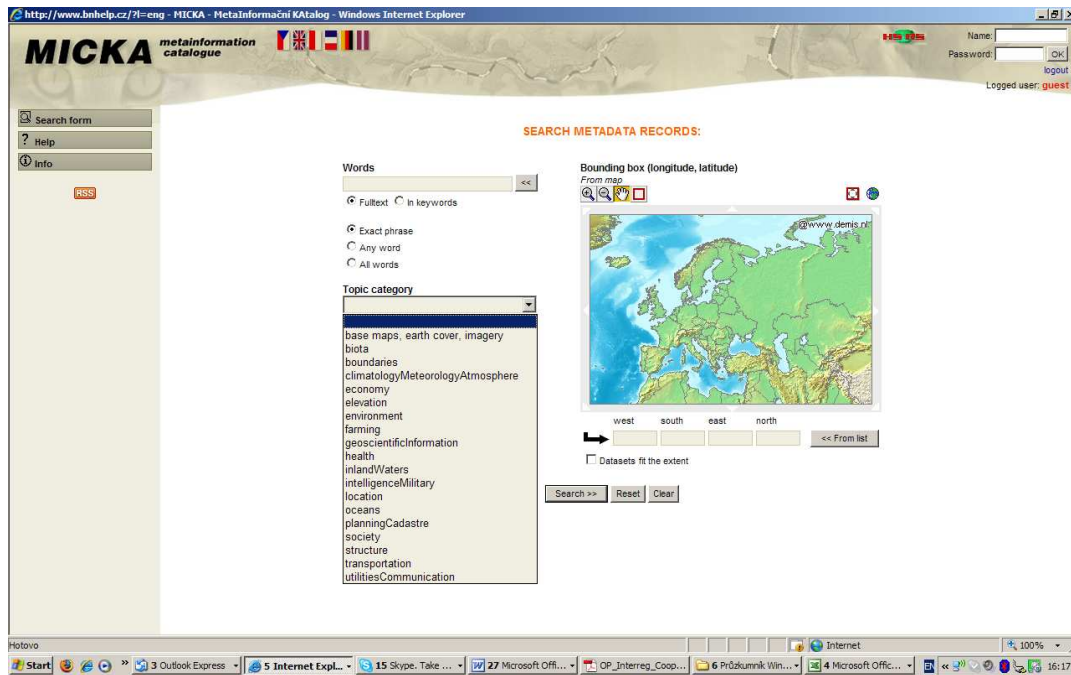 http://www.bnhelp.cz/?l=eng - MICKA - MetaInformační KAtalog - Windows Internet Explorer
MICKA metainformation catalogue
HS RS
Name:
Password: OK
logout
Logged user: guest
Search form
? Help
Info
RSS
SEARCH METADATA RECORDS:
Words
<<
Fulltext In keywords
Exact phrase
Any word
All words
Topic category
base maps, earth cover, imagery
biota
boundaries
climatologyMeteorologyAtmosphere
economy
elevation
environment
farming
geoscientificInformation
health
inlandWaters
intelligenceMilitary
location
oceans
planningCadastre
society
structure
transportation
utilitiesCommunication
Bounding box (longitude, latitude)
From map
@www.demis.nl
west south east north
<< From list
Datasets fit the extent
Search >> Reset Clear
Hotovo
Internet 100%
Start » 3 Outlook Express 5 Internet Expl... 15 Skype. Take ... 27 Microsoft Offi... OP_Interreg_Coop... 6 Průzkumník Win... 4 Microsoft Offic... EN « 16:17